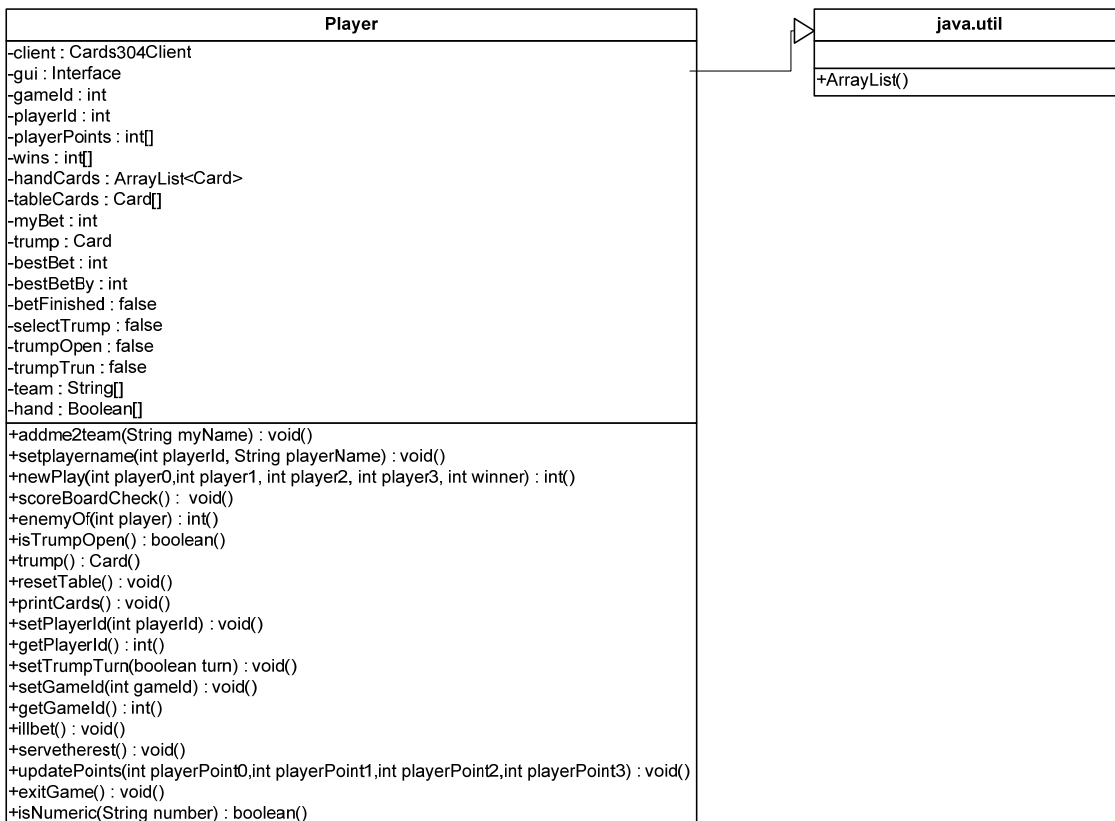 Player
-client : Cards304Client
-gui : Interface
-gameId : int
-playerId : int
-playerPoints : int[]
-wins : int[]
-handCards : ArrayList<Card>
-tableCards : Card[]
-myBet : int
-trump : Card
-bestBet : int
-bestBetBy : int
-betFinished : false
-selectTrump : false
-trumpOpen : false
-trumpTrun : false
-team : String[]
-hand : Boolean[]
+addme2team(String myName) : void()
+setplayername(int playerId, String playerName) : void()
+newPlay(int player0,int player1, int player2, int player3, int winner) : int()
+scoreBoardCheck() : void()
+enemyOf(int player) : int()
+isTrumpOpen() : boolean()
+trump() : Card()
+resetTable() : void()
+printCards() : void()
+setPlayerId(int playerId) : void()
+getPlayerId() : int()
+setTrumpTurn(boolean turn) : void()
+setGameId(int gameId) : void()
+getGameId() : int()
+illbet() : void()
+servetherest() : void()
+updatePoints(int playerPoint0,int playerPoint1,int playerPoint2,int playerPoint3) : void()
+exitGame() : void()
+isNumeric(String number) : boolean()
java.util
+ArrayList()